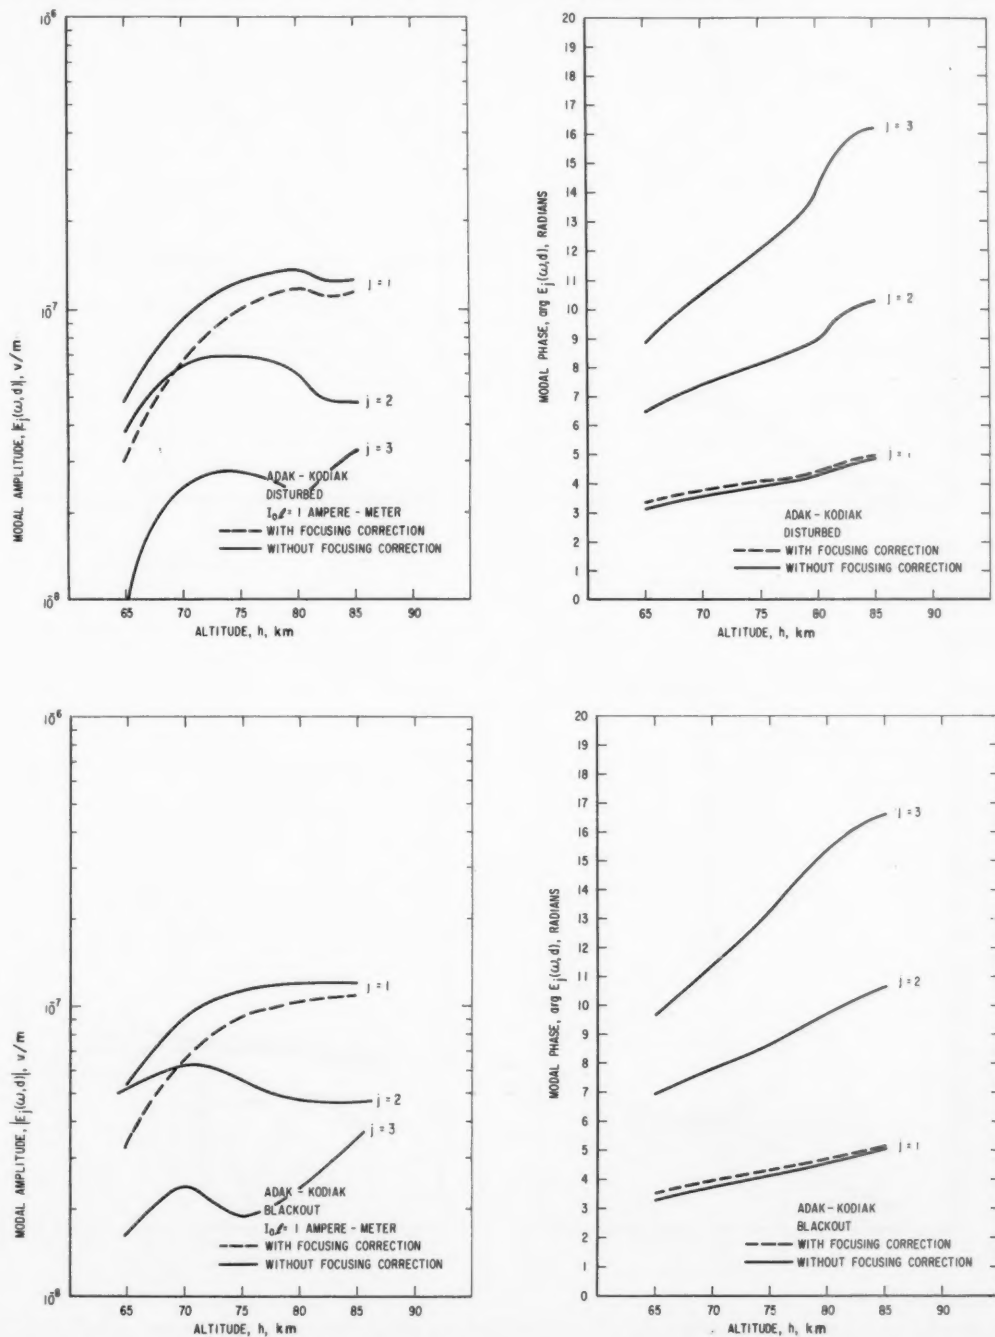 10⁻⁶
10⁻⁷
10⁻⁸
MODAL AMPLITUDE, |E_j(ω,d)|, v/m
j = 1
j = 2
j = 3
ADAK - KODIAK
DISTURBED
I₀ℓ = 1 AMPERE - METER
WITH FOCUSING CORRECTION
WITHOUT FOCUSING CORRECTION
65 70 75 80 85 90
ALTITUDE, h, km
20
19
18
17
16
15
14
13
12
11
10
9
8
7
6
5
4
3
2
1
0
MODAL PHASE, arg E_j(ω,d), RADIANS
j = 3
j = 2
j = 1
ADAK - KODIAK
DISTURBED
WITH FOCUSING CORRECTION
WITHOUT FOCUSING CORRECTION
65 70 75 80 85 90
ALTITUDE, h, km
10⁻⁶
10⁻⁷
10⁻⁸
MODAL AMPLITUDE, |E_j(ω,d)|, v/m
j = 1
j = 2
j = 3
ADAK - KODIAK
BLACKOUT
I₀ℓ = 1 AMPERE - METER
WITH FOCUSING CORRECTION
WITHOUT FOCUSING CORRECTION
65 70 75 80 85 90
ALTITUDE, h, km
20
19
18
17
16
15
14
13
12
11
10
9
8
7
6
5
4
3
2
1
0
MODAL PHASE, arg E_j(ω,d), RADIANS
j = 3
j = 2
j = 1
ADAK - KODIAK
BLACKOUT
WITH FOCUSING CORRECTION
WITHOUT FOCUSING CORRECTION
65 70 75 80 85 90
ALTITUDE, h, km